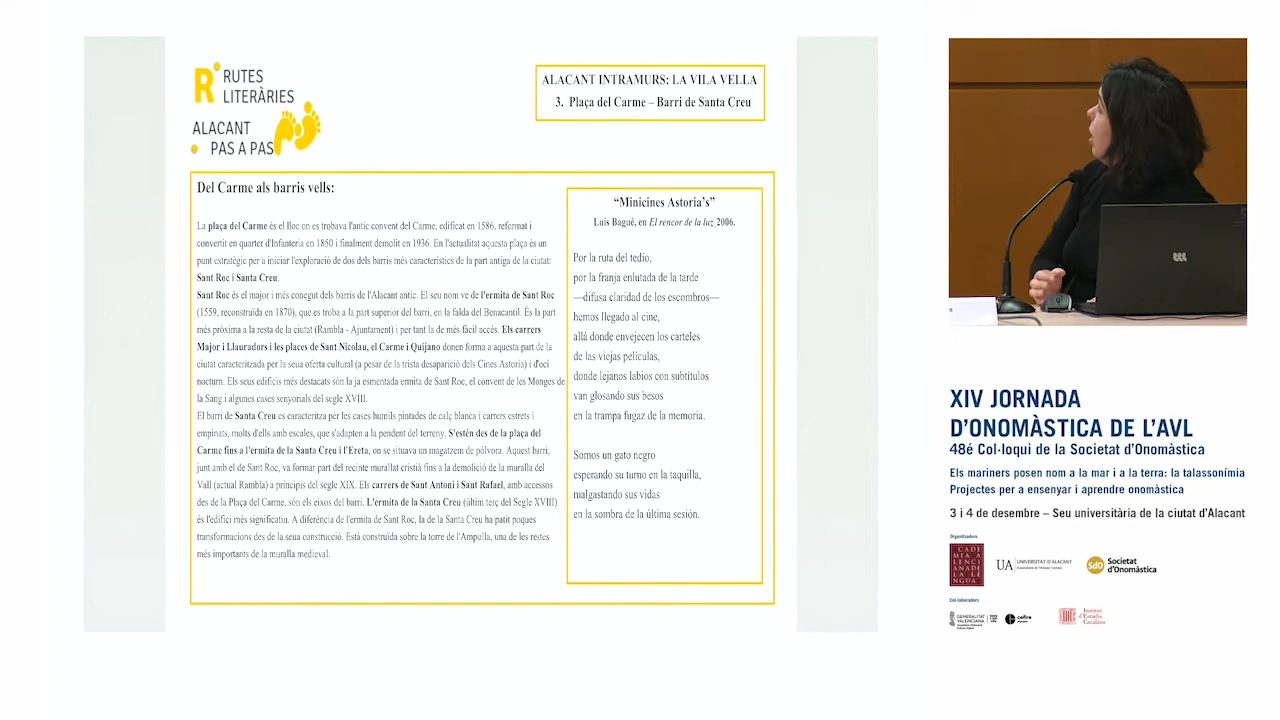 R RUTES
LITERÀRIES
ALACANT
PAS A PAS
ALACANT INTRAMURS: LA VILA VELLA
3. Plaça del Carme – Barri de Santa Creu
Del Carme als barris vells:
La plaça del Carme és el lloc on es trobava l'antic convent del Carme, edificat en 1586, reformat i
convertit en quarter d'Infanteria en 1850 i finalment demolit en 1936. En l'actualitat aquesta plaça és un
punt estratègic per a iniciar l'exploració de dos dels barris més característics de la part antiga de la ciutat:
Sant Roc i Santa Creu.
Sant Roc és el major i més conegut dels barris de l'Alacant antic. El seu nom ve de l'ermita de Sant Roc
(1559, reconstruïda en 1870), que es troba a la part superior del barri, en la falda del Benacantil. És la part
més pròxima a la resta de la ciutat (Rambla - Ajuntament) i per tant la de més fàcil accés. Els carrers
Major i Llauradors i les places de Sant Nicolau, el Carme i Quijano donen forma a aquesta part de la
ciutat caracteritzada per la seua oferta cultural (a pesar de la trista desaparició dels Cines Astoria) i d'oci
nocturn. Els seus edificis més destacats són la ja esmentada ermita de Sant Roc, el convent de les Monges de
la Sang i algunes cases senyorials del segle XVIII.
El barri de Santa Creu es caracteritza per les cases humils pintades de calç blanca i carrers estrets i
empinats, molts d'ells amb escales, que s'adapten a la pendent del terreny. S'estén des de la plaça del
Carme fins a l'ermita de la Santa Creu i l'Ereta, on se situava un magatzem de pólvora. Aquest barri,
junt amb el de Sant Roc, va formar part del recinte murallat cristià fins a la demolició de la muralla del
Vall (actual Rambla) a principis del segle XIX. Els carrers de Sant Antoni i Sant Rafael, amb accessos
des de la Plaça del Carme, són els eixos del barri. L'ermita de la Santa Creu (últim terç del Segle XVIII)
és l'edifici més significatiu. A diferència de l'ermita de Sant Roc, la de la Santa Creu ha patit poques
transformacions des de la seua construcció. Està construïda sobre la torre de l'Ampolla, una de les restes
més importants de la muralla medieval.
“Minicines Astoria’s”
Luis Bagué, en El rencor de la luz, 2006.
Por la ruta del tedio,
por la franja enlutada de la tarde
—difusa claridad de los escombros—
hemos llegado al cine,
allá donde envejecen los carteles
de las viejas películas,
donde lejanos labios con subtítulos
van glosando sus besos
en la trampa fugaz de la memoria.
Somos un gato negro
esperando su turno en la taquilla,
malgastando sus vidas
en la sombra de la última sesión.
XIV JORNADA
D’ONOMÀSTICA DE L’AVL
48é Col·loqui de la Societat d’Onomàstica
Els mariners posen nom a la mar i a la terra: la talassonímia
Projectes per a ensenyar i aprendre onomàstica
3 i 4 de desembre – Seu universitària de la ciutat d’Alacant
Organitzadors
CADÈMIA VALENCIANA DE LA LLENGUA
UA UNIVERSITAT D'ALACANT
SdO Societat
d’Onomàstica
Col·laboradors
GENERALITAT
VALENCIANA
cefire
Institut
d'Estudis
Catalans